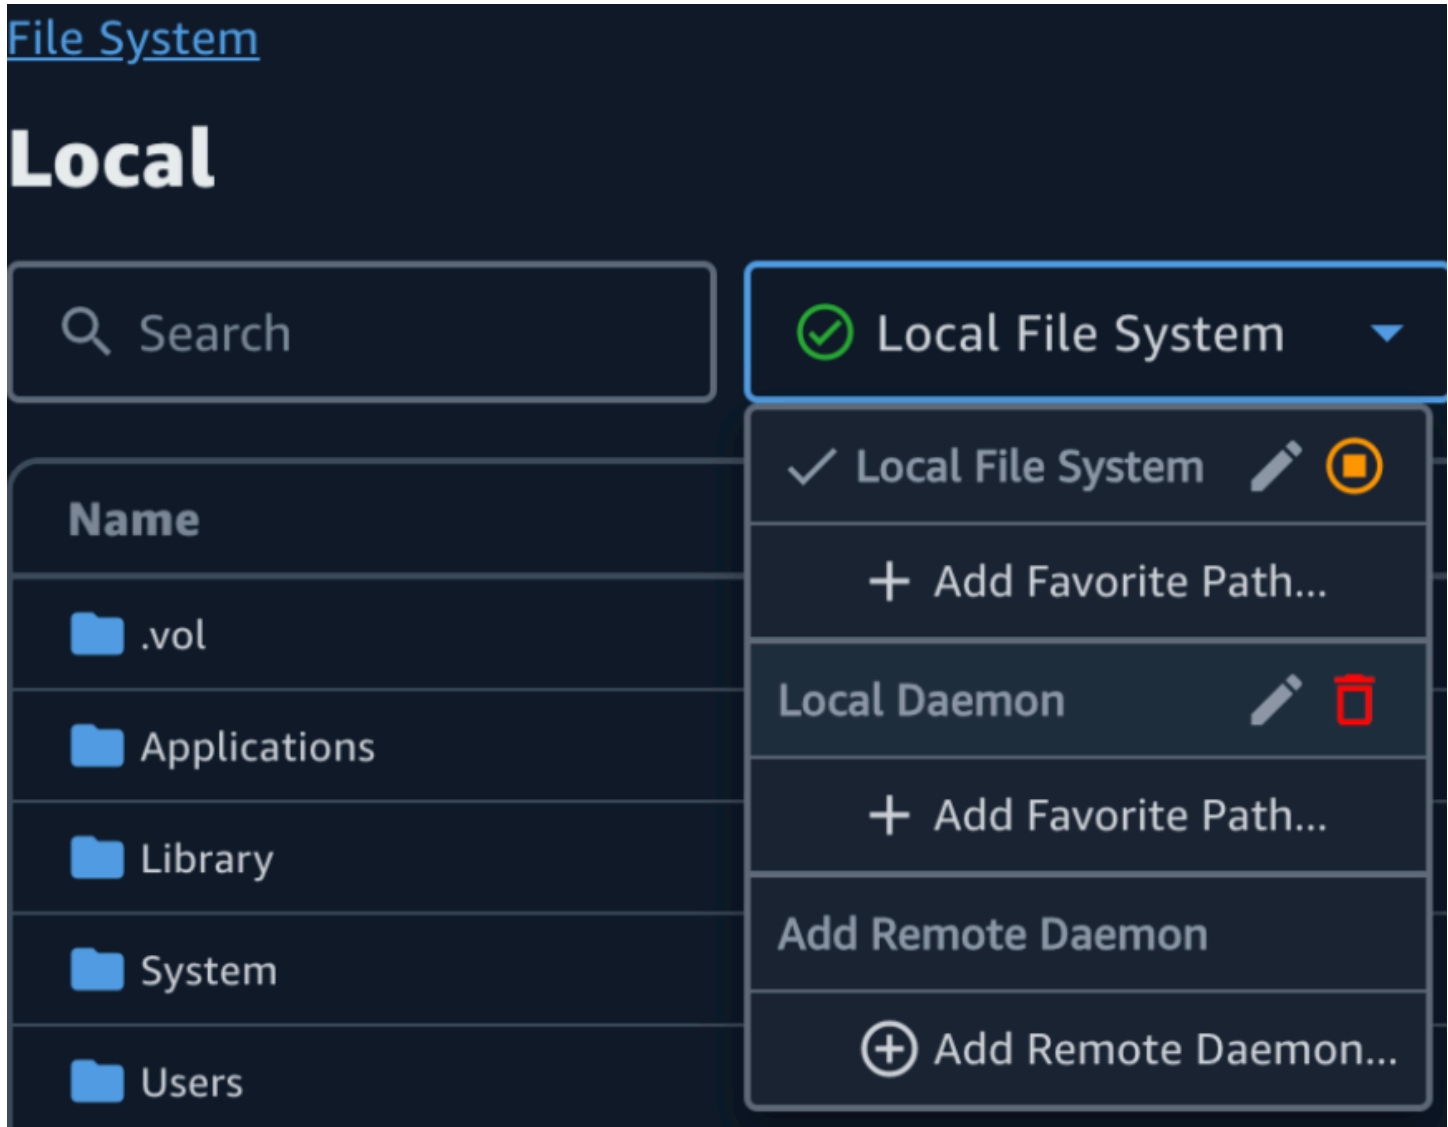 File System
Local
Search
Local File System
Local File System
Add Favorite Path...
Local Daemon
Add Favorite Path...
Add Remote Daemon
Add Remote Daemon...
Name
.vol
Applications
Library
System
Users